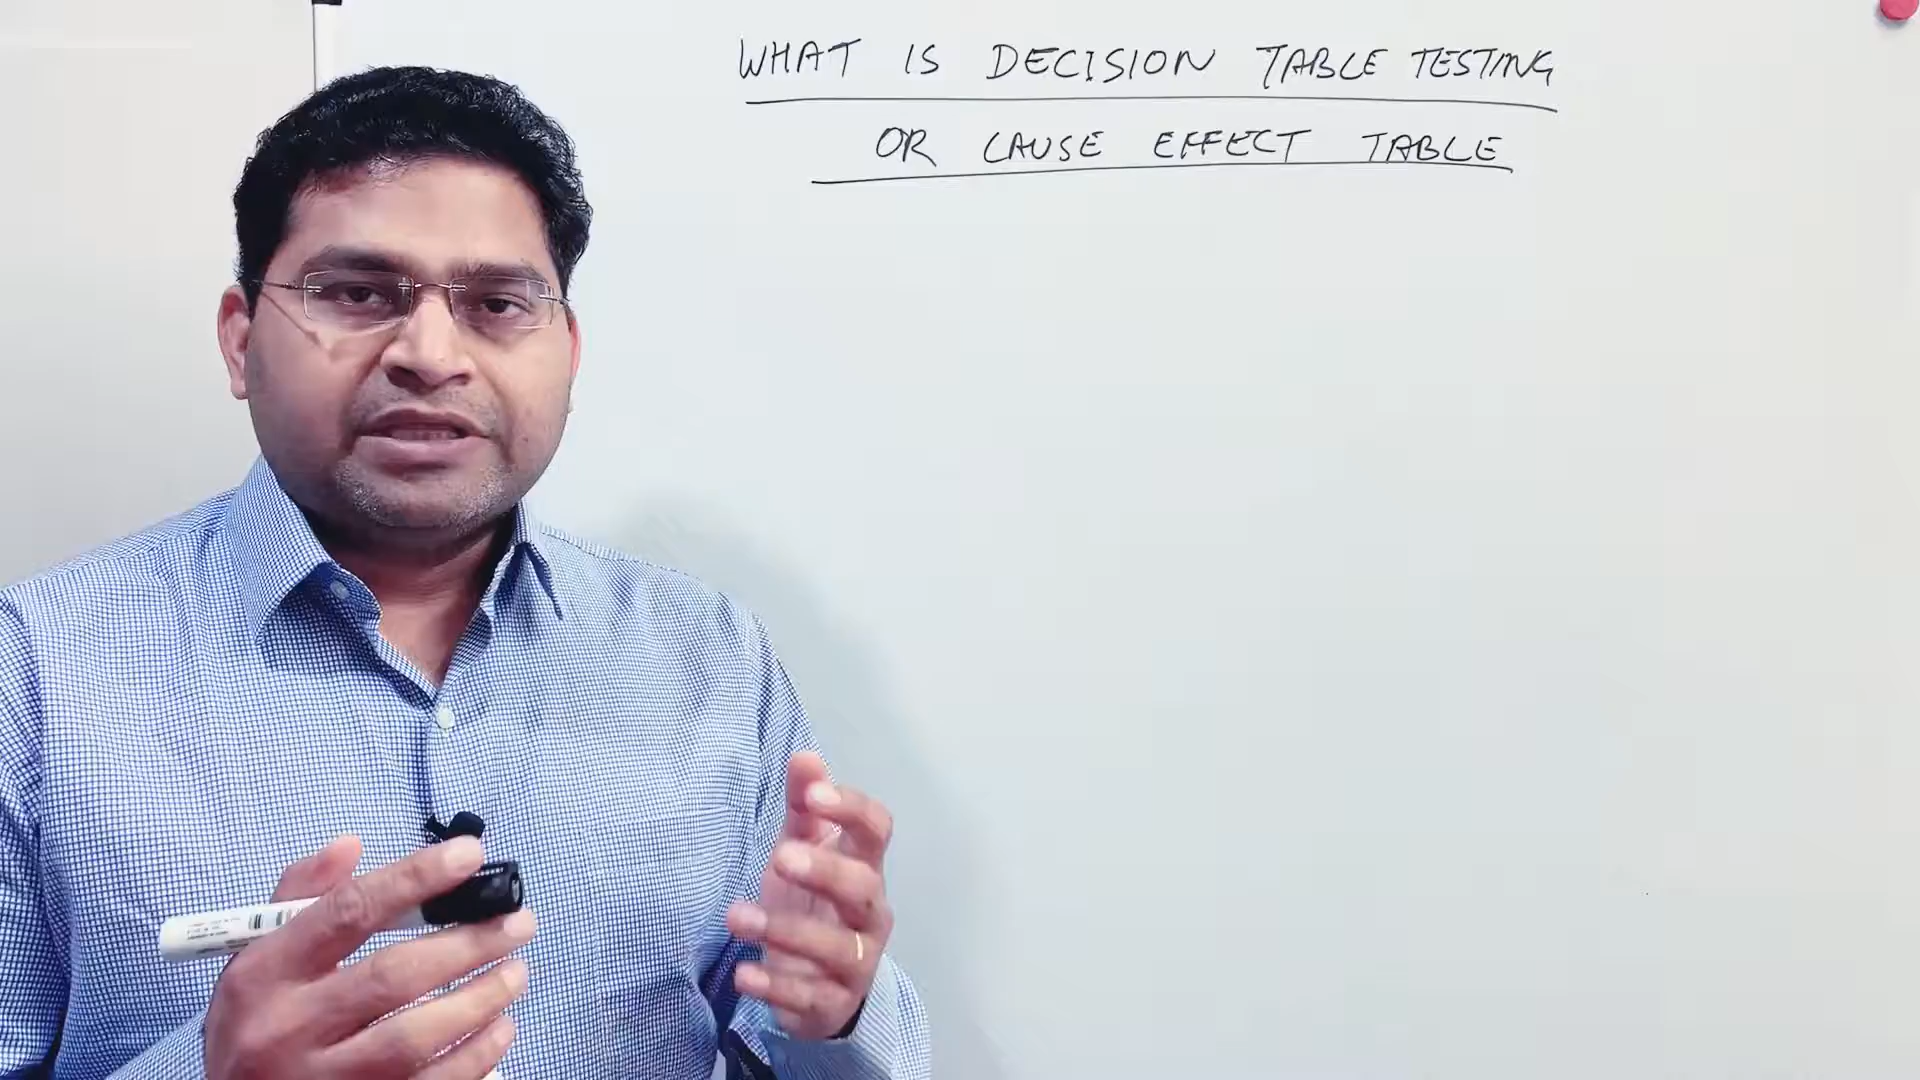 WHAT IS DECISION TABLE TESTING
OR CAUSE EFFECT TABLE